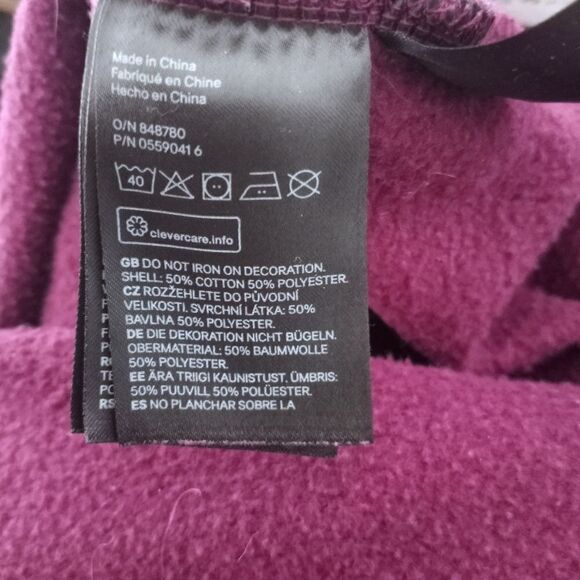 Made in China
Fabriqué en Chine
Hecho en China
O/N 848780
P/N 0559041 6
40
clevercare.info
GB DO NOT IRON ON DECORATION.
SHELL: 50% COTTON 50% POLYESTER.
CZ ROZŽEHLETE DO PŮVODNÍ
VELIKOSTI. SVRCHNÍ LÁTKA: 50%
BAVLNA 50% POLYESTER.
DE DIE DEKORATION NICHT BÜGELN.
OBERMATERIAL: 50% BAUMWOLLE
50% POLYESTER.
EE ÄRA TRIIGI KAUNISTUST. ÜMBRIS:
50% PUUVILL 50% POLÜESTER.
ES NO PLANCHAR SOBRE LA